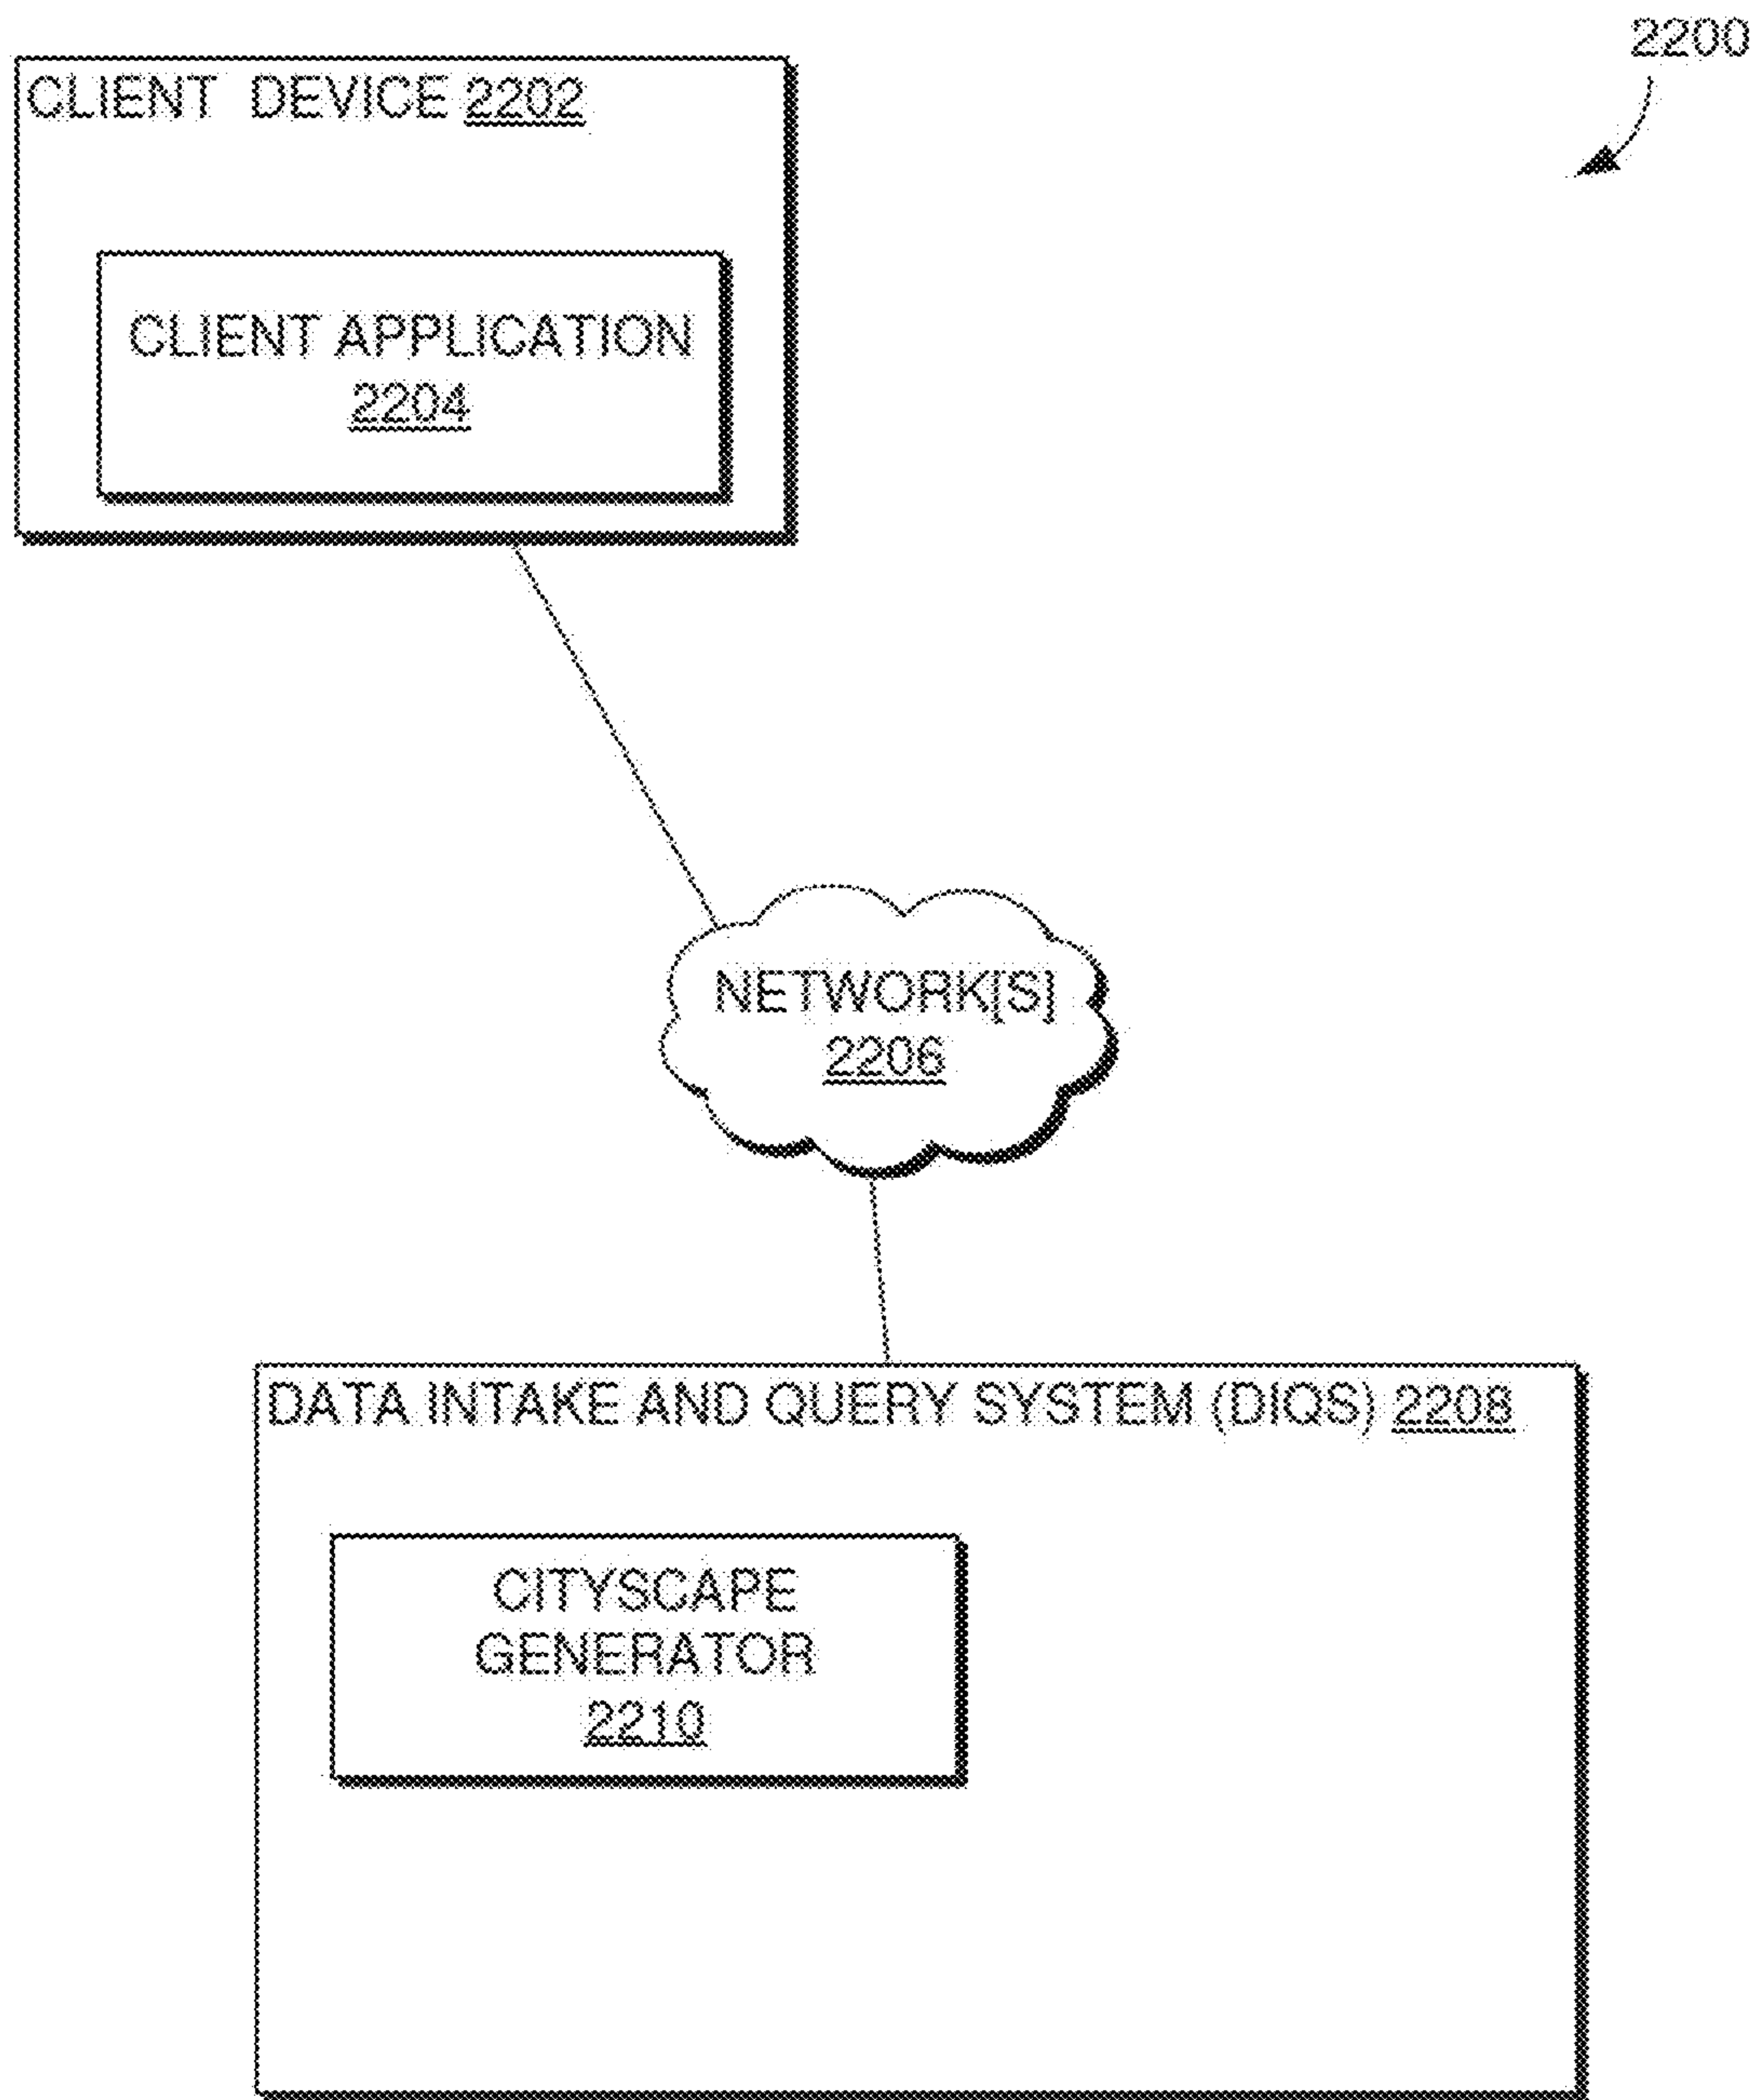 2200
CLIENT DEVICE 2202
CLIENT APPLICATION
2204
NETWORK[S]
2206
DATA INTAKE AND QUERY SYSTEM (DIQS) 2208
CITYSCAPE
GENERATOR
2210